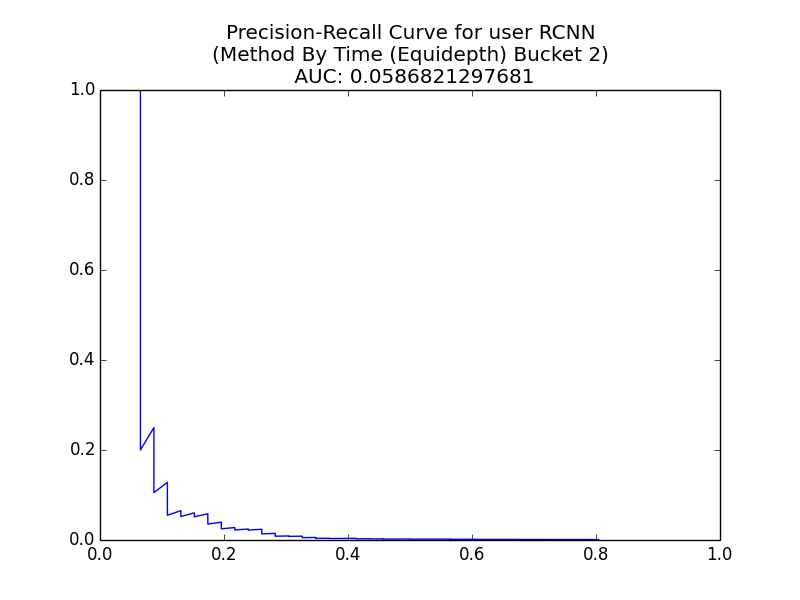 Precision-Recall Curve for user RCNN
(Method By Time (Equidepth) Bucket 2)
AUC: 0.0586821297681
1.0
0.8
0.6
0.4
0.2
0.0
0.0 0.2 0.4 0.6 0.8 1.0